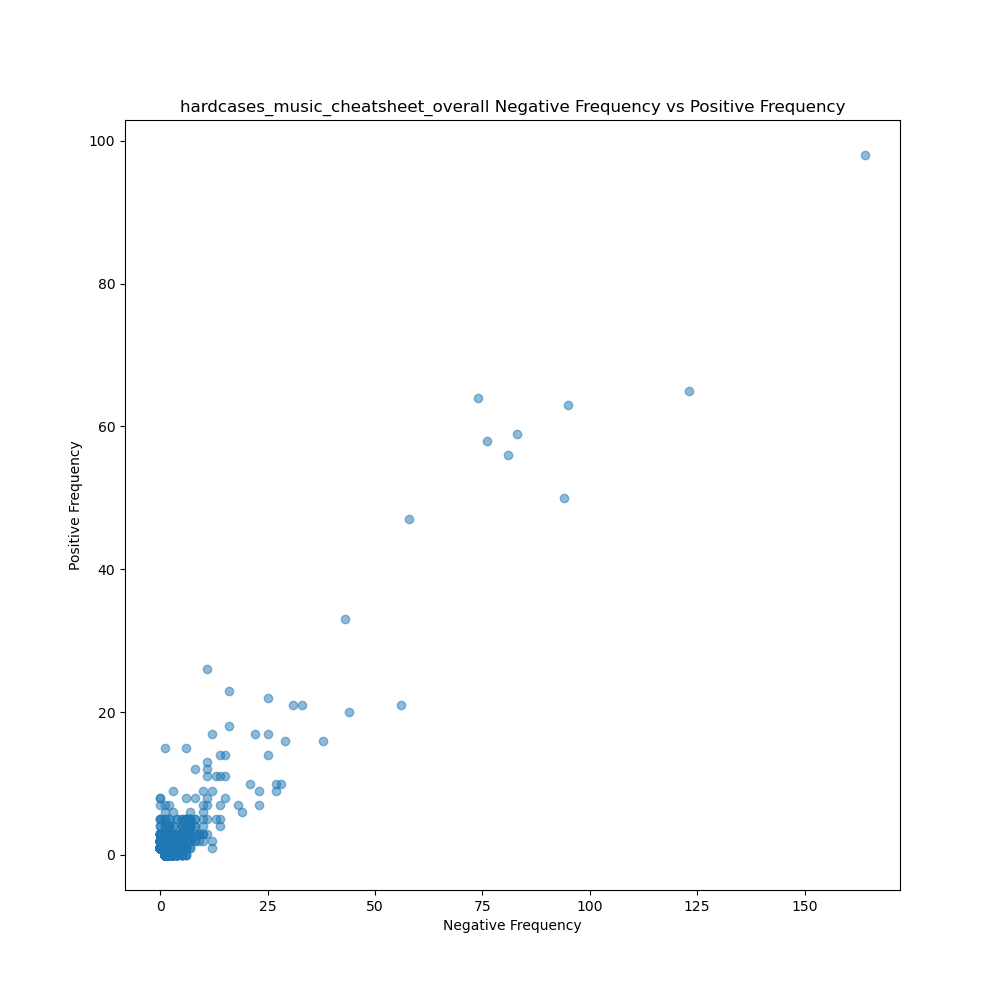 hardcases_music_cheatsheet_overall Negative Frequency vs Positive Frequency
100
80
60
40
20
0
Positive Frequency
0 25 50 75 100 125 150
Negative Frequency